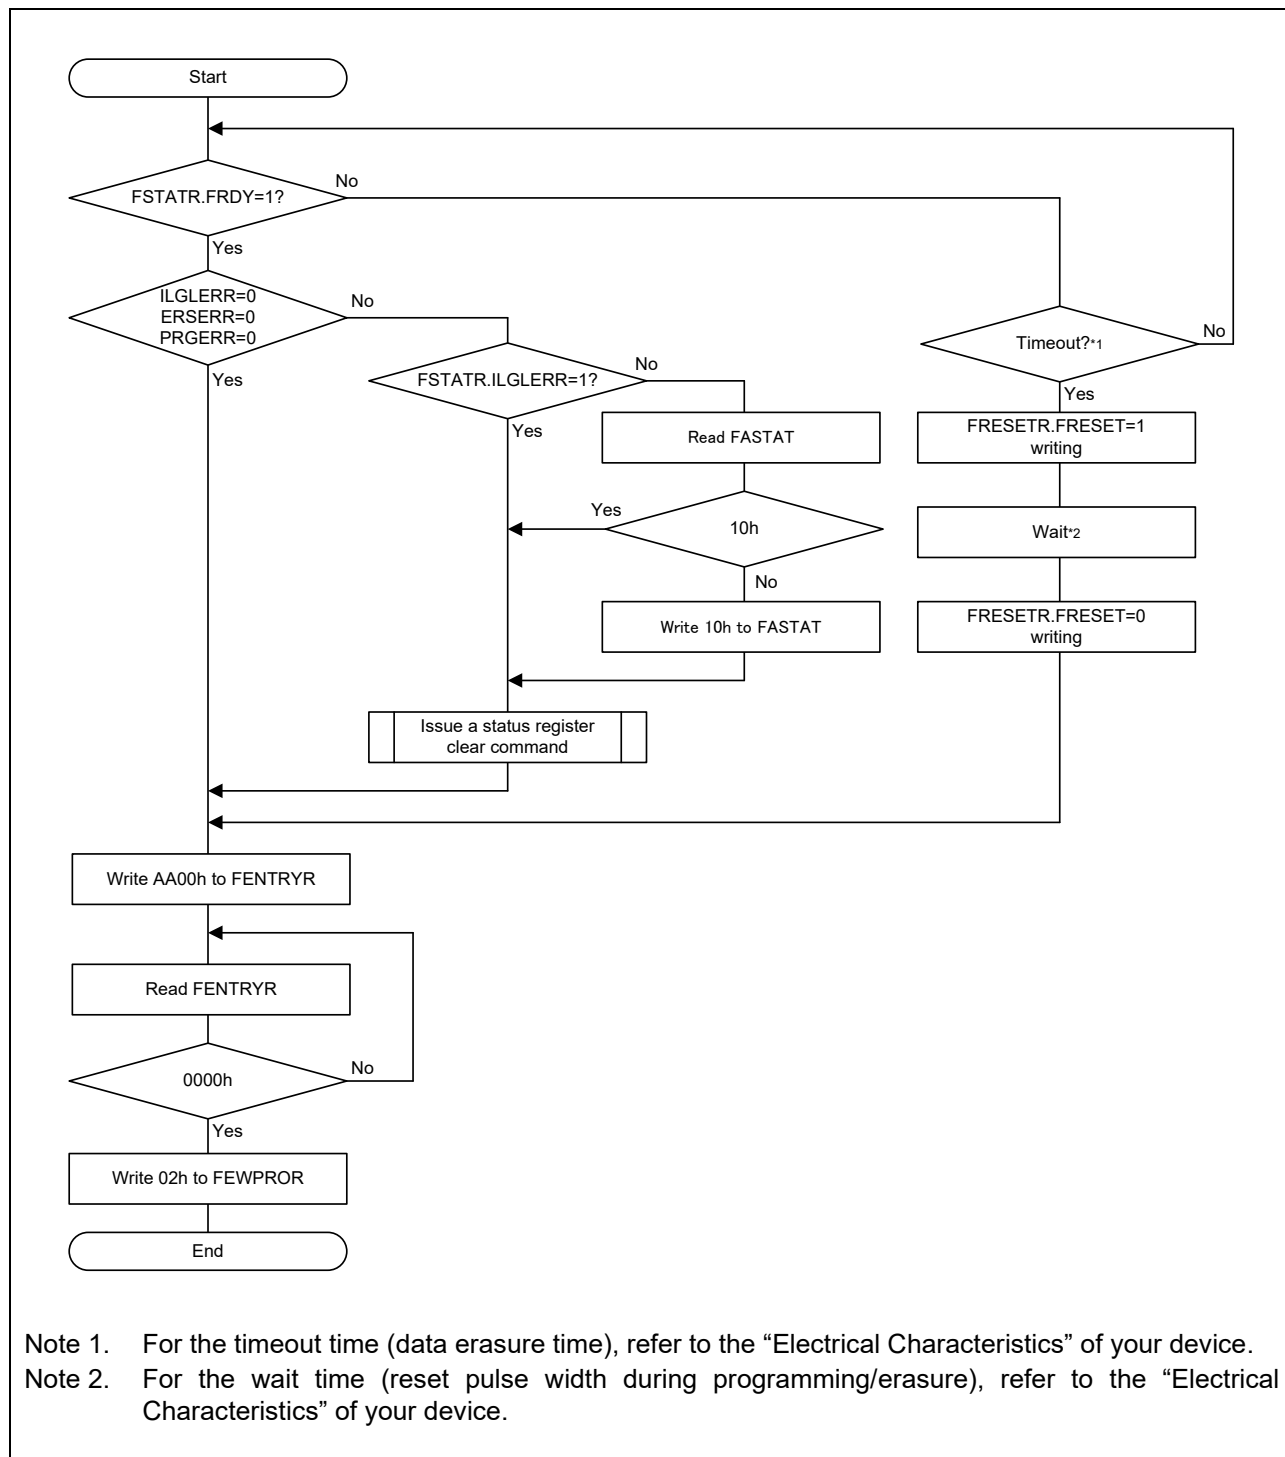 Start
FSTATR.FRDY=1?
No
Yes
ILGLERR=0
ERSERR=0
PRGERR=0
No
Yes
FSTATR.ILGLERR=1?
No
Yes
Read FASTAT
10h
Yes
No
Write 10h to FASTAT
Issue a status register
clear command
Timeout?*1
No
Yes
FRESETR.FRESET=1
writing
Wait*2
FRESETR.FRESET=0
writing
Write AA00h to FENTRYR
Read FENTRYR
0000h
No
Yes
Write 02h to FEWPROR
End
Note 1. For the timeout time (data erasure time), refer to the “Electrical Characteristics” of your device.
Note 2. For the wait time (reset pulse width during programming/erasure), refer to the “Electrical
Characteristics” of your device.